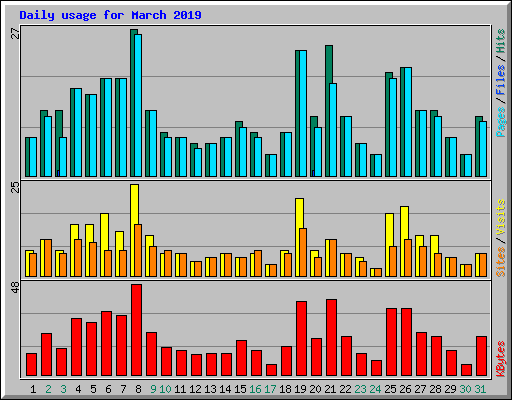 Daily usage for March 2019
27
25
48
Pages / Files / Hits
Sites / Visits
KBytes
1 2 3 4 5 6 7 8 9 10 11 12 13 14 15 16 17 18 19 20 21 22 23 24 25 26 27 28 29 30 31